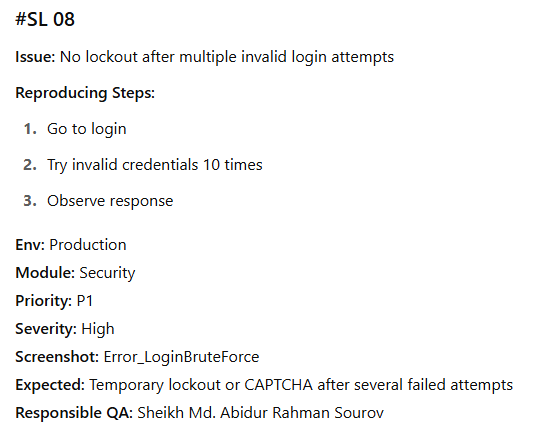 #SL 08
Issue: No lockout after multiple invalid login attempts
Reproducing Steps:
1. Go to login
2. Try invalid credentials 10 times
3. Observe response
Env: Production
Module: Security
Priority: P1
Severity: High
Screenshot: Error_LoginBruteForce
Expected: Temporary lockout or CAPTCHA after several failed attempts
Responsible QA: Sheikh Md. Abidur Rahman Sourov